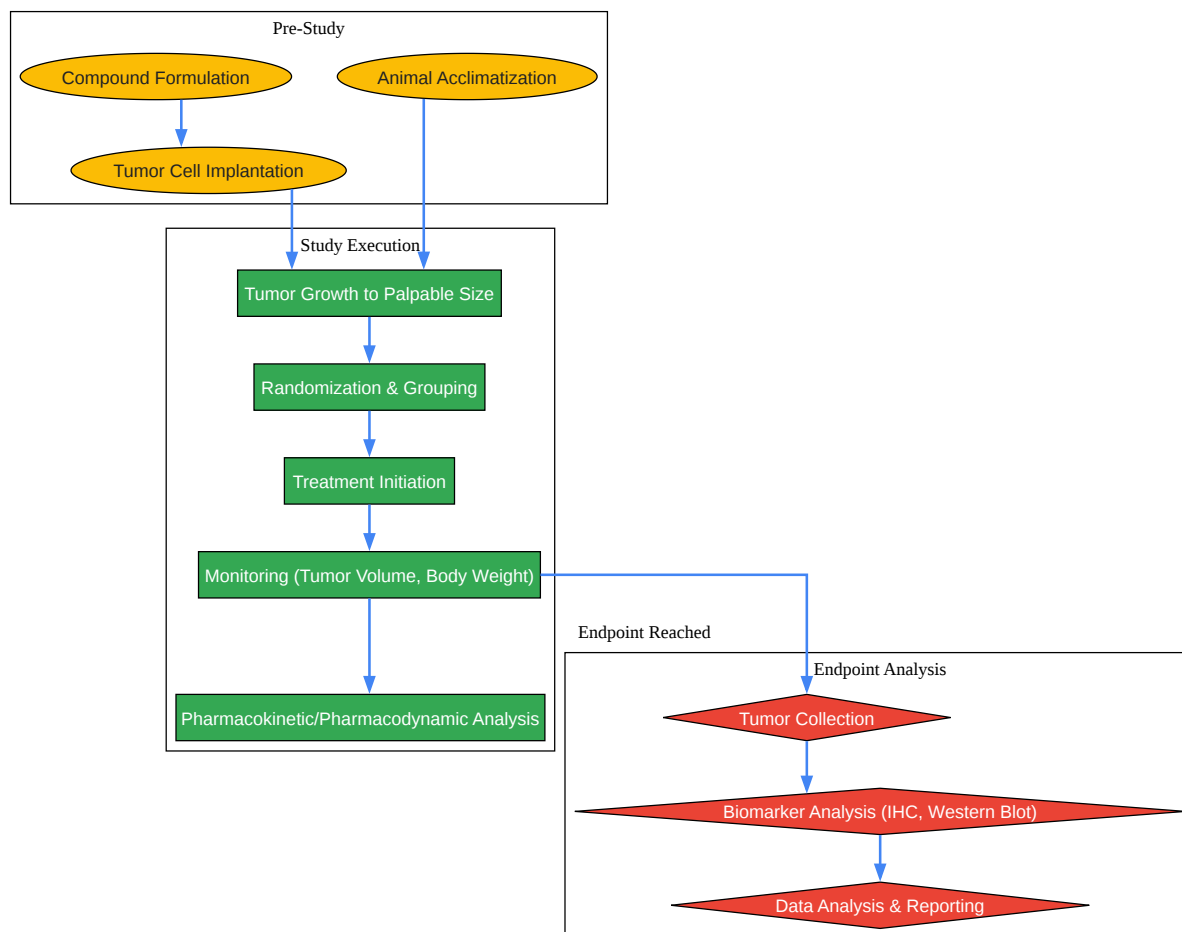 Pre-Study
Compound Formulation
Animal Acclimatization
Tumor Cell Implantation
Study Execution
Tumor Growth to Palpable Size
Randomization & Grouping
Treatment Initiation
Monitoring (Tumor Volume, Body Weight)
Endpoint Reached
Endpoint Analysis
Pharmacokinetic/Pharmacodynamic Analysis
Tumor Collection
Biomarker Analysis (IHC, Western Blot)
Data Analysis & Reporting